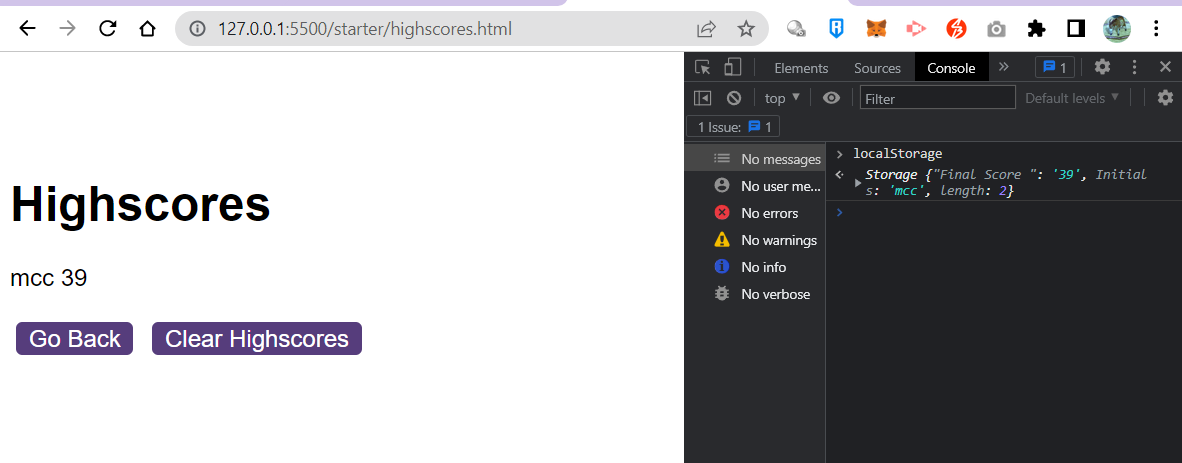 127.0.0.1:5500/starter/highscores.html
Highscores
mcc 39
Go Back
Clear Highscores
Elements
Sources
Console
1
top
Filter
Default levels
1 Issue:
1
No messages
No user me...
No errors
No warnings
No info
No verbose
localStorage
Storage {"Final Score ": '39', Initial
s: 'mcc', length: 2}